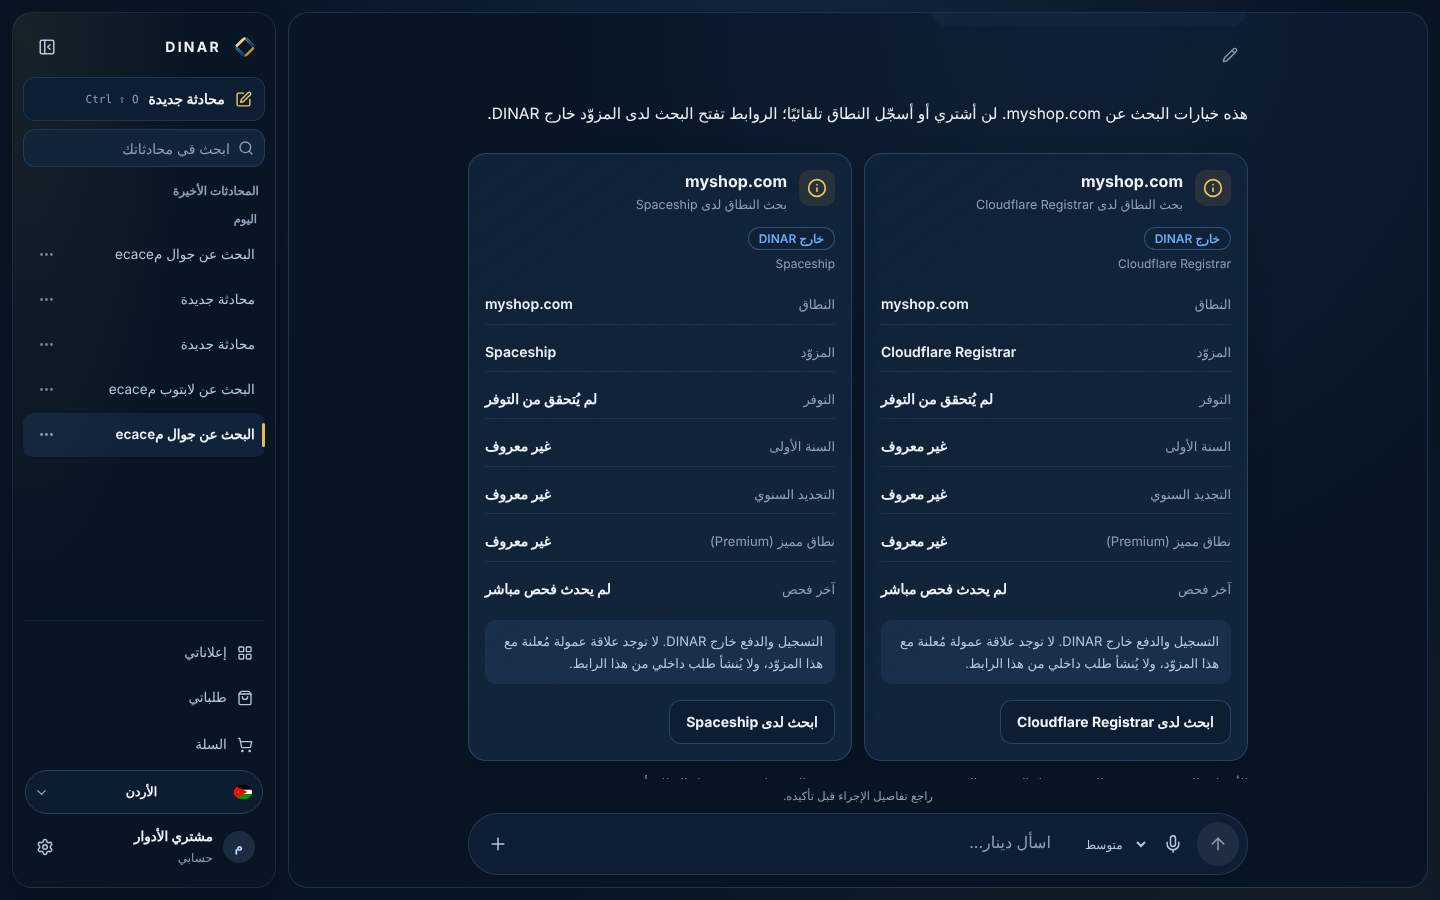 DINAR
محادثة جديدة
Ctrl ⇧ O
ابحث في محادثاتك
المحادثات الأخيرة
اليوم
البحث عن جوال مecace
محادثة جديدة
محادثة جديدة
البحث عن لابتوب مecace
البحث عن جوال مecace
إعلاناتي
طلباتي
السلة
الأردن
م
مشتري الأدوار
حسابي
هذه خيارات البحث عن myshop.com. لن أشتري أو أسجّل النطاق تلقائيًا؛ الروابط تفتح البحث لدى المزوّد خارج DINAR.
myshop.com
بحث النطاق لدى Cloudflare Registrar
خارج DINAR
Cloudflare Registrar
النطاق myshop.com
المزوّد Cloudflare Registrar
التوفر لم يُتحقق من التوفر
السنة الأولى غير معروف
التجديد السنوي غير معروف
نطاق مميز (Premium) غير معروف
آخر فحص لم يحدث فحص مباشر
التسجيل والدفع خارج DINAR. لا توجد علاقة عمولة مُعلنة مع
هذا المزوّد، ولا يُنشأ طلب داخلي من هذا الرابط.
ابحث لدى Cloudflare Registrar
myshop.com
بحث النطاق لدى Spaceship
خارج DINAR
Spaceship
النطاق myshop.com
المزوّد Spaceship
التوفر لم يُتحقق من التوفر
السنة الأولى غير معروف
التجديد السنوي غير معروف
نطاق مميز (Premium) غير معروف
آخر فحص لم يحدث فحص مباشر
التسجيل والدفع خارج DINAR. لا توجد علاقة عمولة مُعلنة مع
هذا المزوّد، ولا يُنشأ طلب داخلي من هذا الرابط.
ابحث لدى Spaceship
راجع تفاصيل الإجراء قبل تأكيده.
متوسط
اسأل دينار...